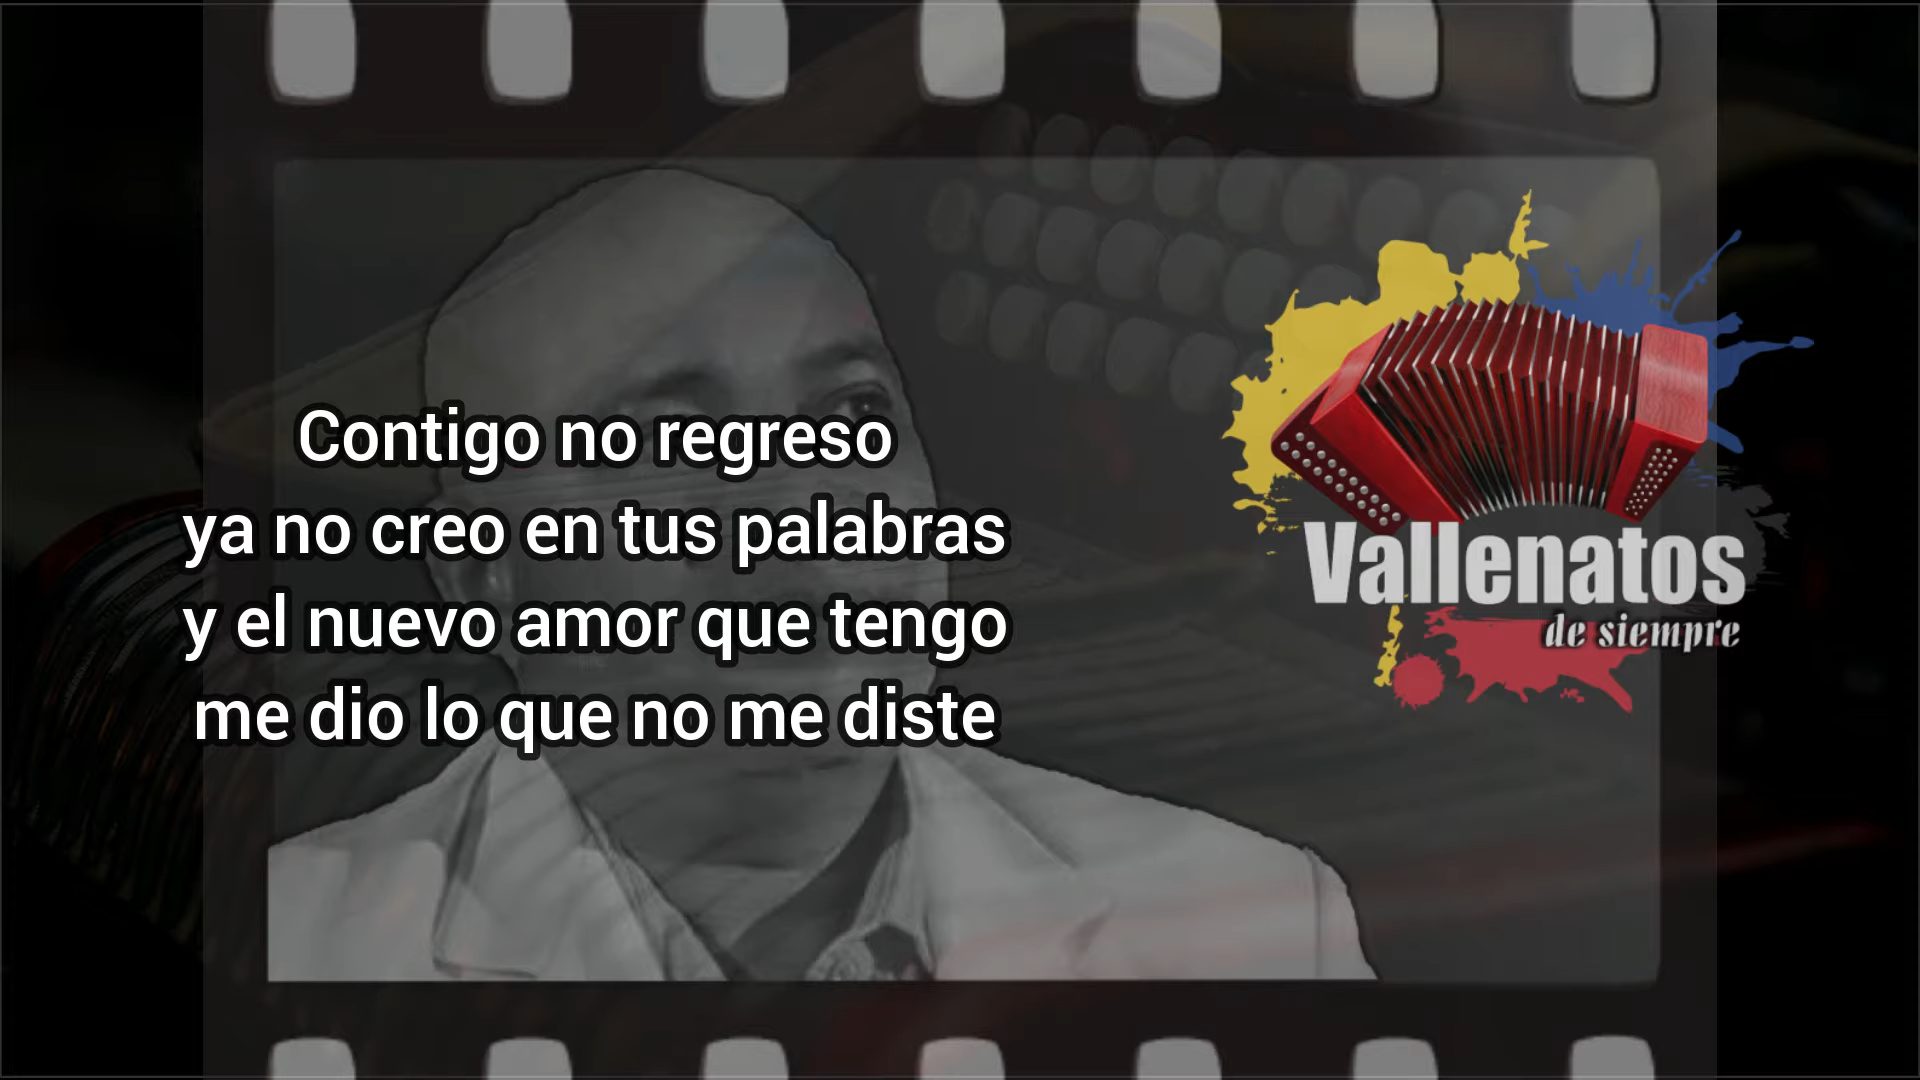 Contigo no regreso
ya no creo en tus palabras
y el nuevo amor que tengo
me dio lo que no me diste
Vallenatos
de siempre